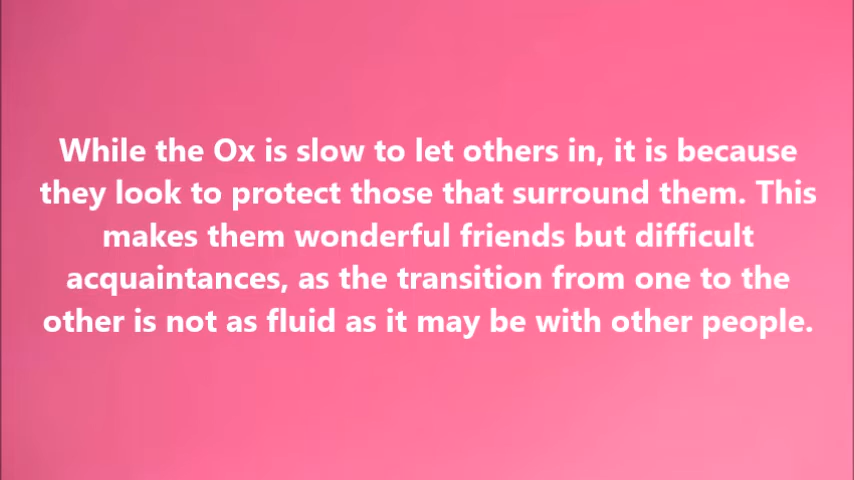 While the Ox is slow to let others in, it is because
they look to protect those that surround them. This
makes them wonderful friends but difficult
acquaintances, as the transition from one to the
other is not as fluid as it may be with other people.